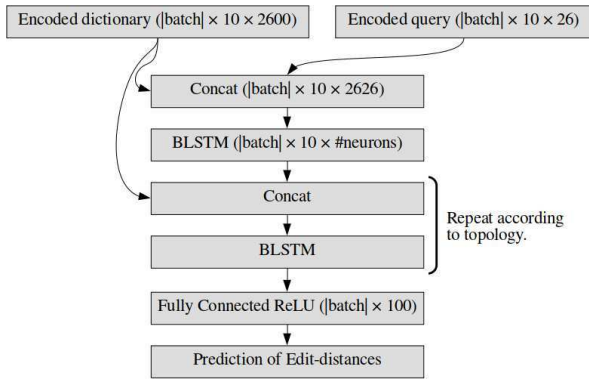 Encoded dictionary (|batch| × 10 × 2600)
Encoded query (|batch| × 10 × 26)
Concat (|batch| × 10 × 2626)
BLSTM (|batch| × 10 × #neurons)
Concat
BLSTM
Repeat according
to topology.
Fully Connected ReLU (|batch| × 100)
Prediction of Edit-distances